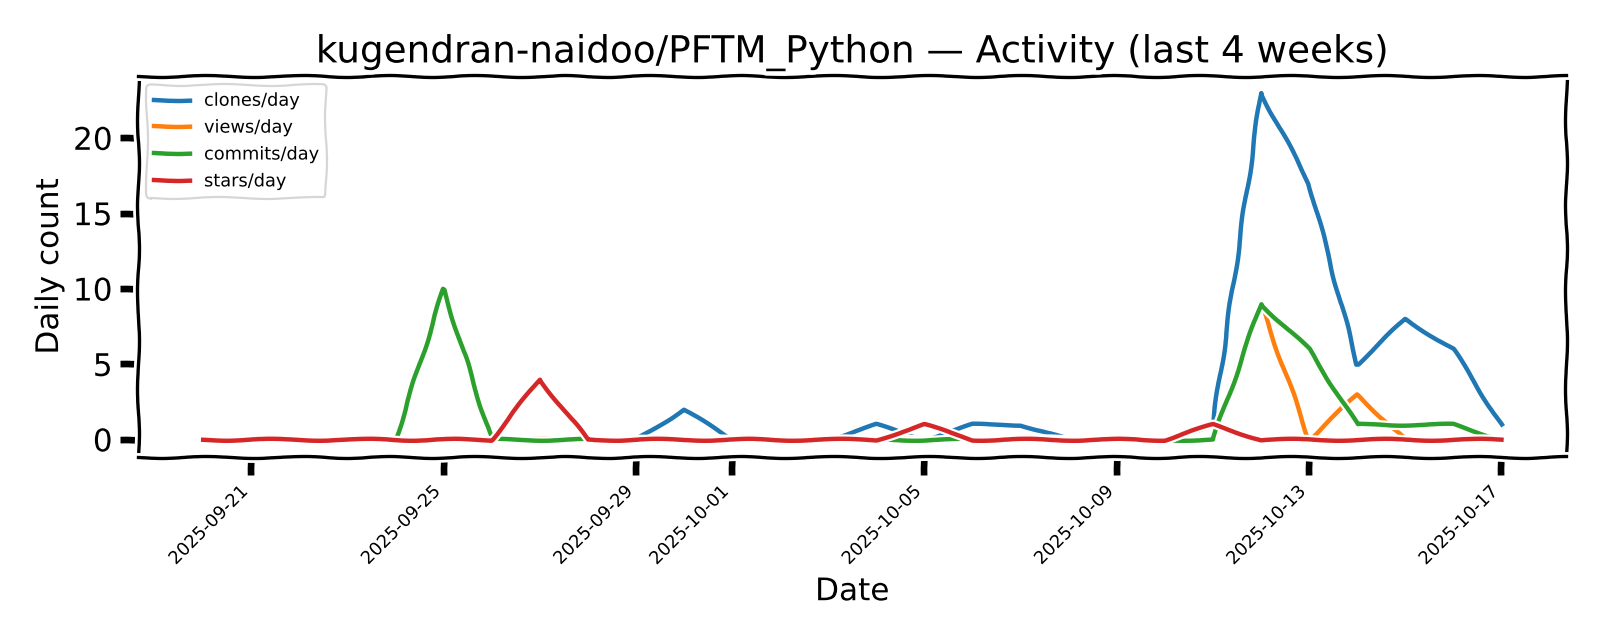 kugendran-naidoo/PFTM_Python — Activity (last 4 weeks)
clones/day
views/day
commits/day
stars/day
Daily count
20
15
10
5
0
2025-09-21
2025-09-25
2025-09-29
2025-10-01
2025-10-05
2025-10-09
2025-10-13
2025-10-17
Date